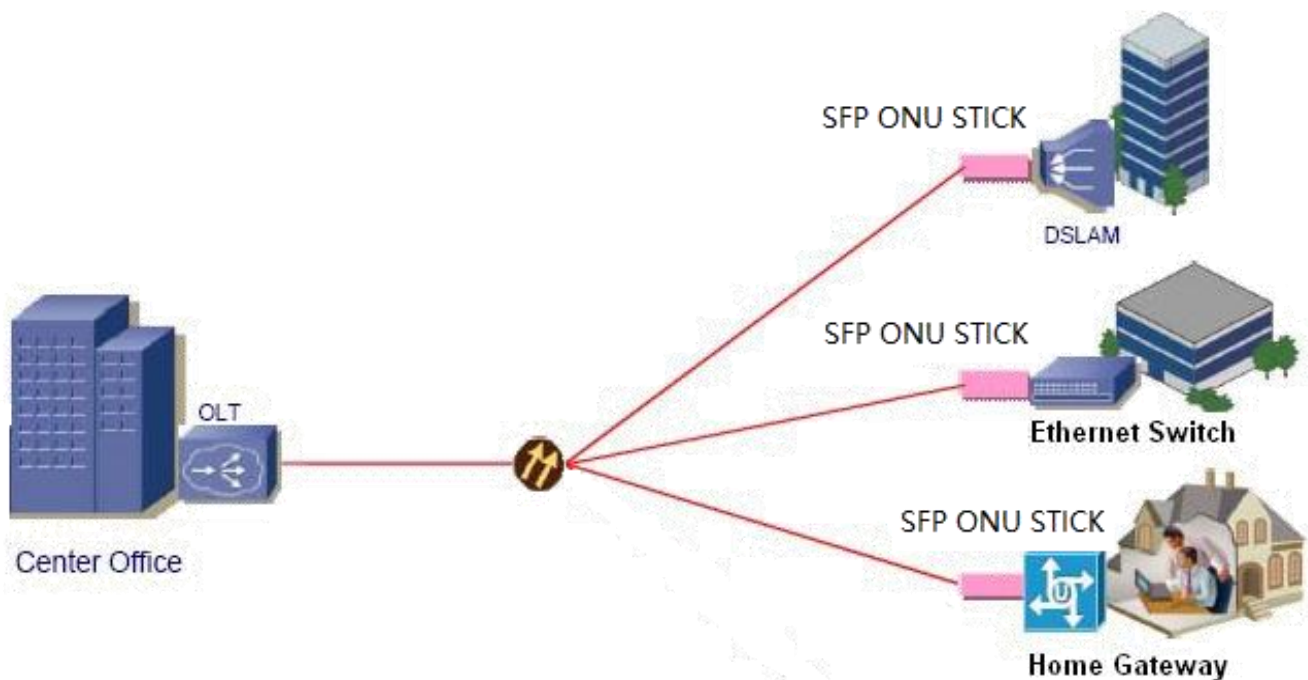 SFP ONU STICK
DSLAM
SFP ONU STICK
OLT
Ethernet Switch
SFP ONU STICK
Center Office
U
Home Gateway